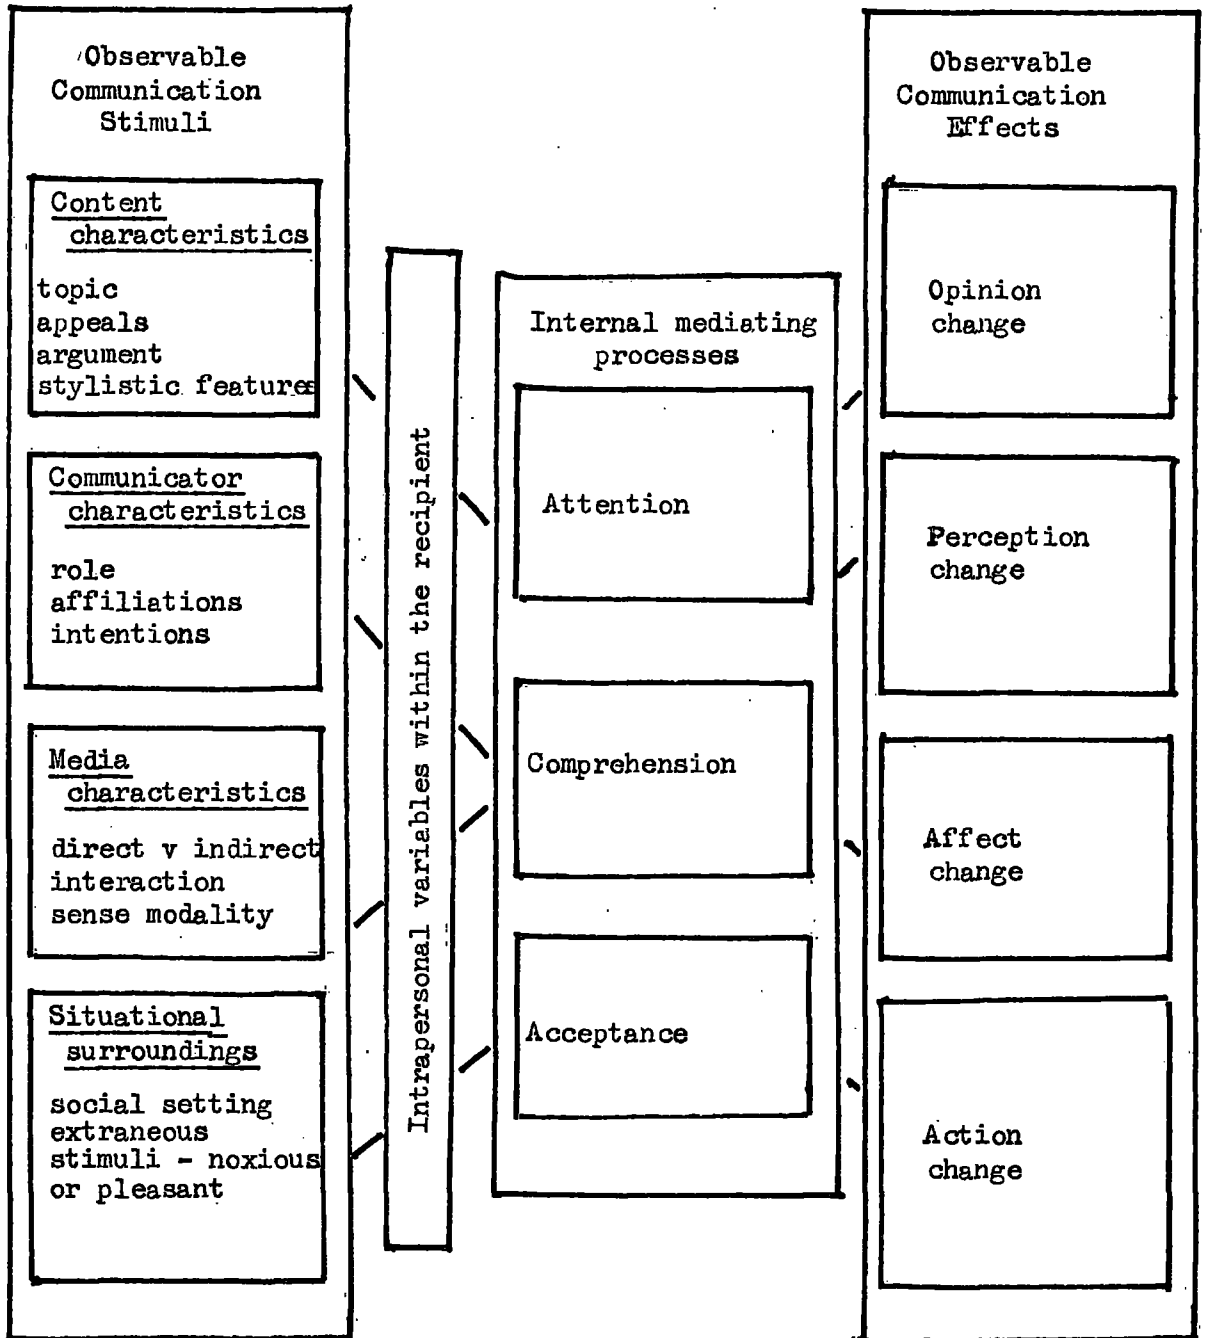 Observable
Communication
Stimuli
Content
characteristics
topic
appeals
argument
stylistic features
Communicator
characteristics
role
affiliations
intentions
Media
characteristics
direct v indirect
interaction
sense modality
Situational
surroundings
social setting
extraneous
stimuli - noxious
or pleasant
Intrapersonal variables within the recipient
Internal mediating
processes
Attention
Comprehension
Acceptance
Observable
Communication
Effects
Opinion
change
Perception
change
Affect
change
Action
change